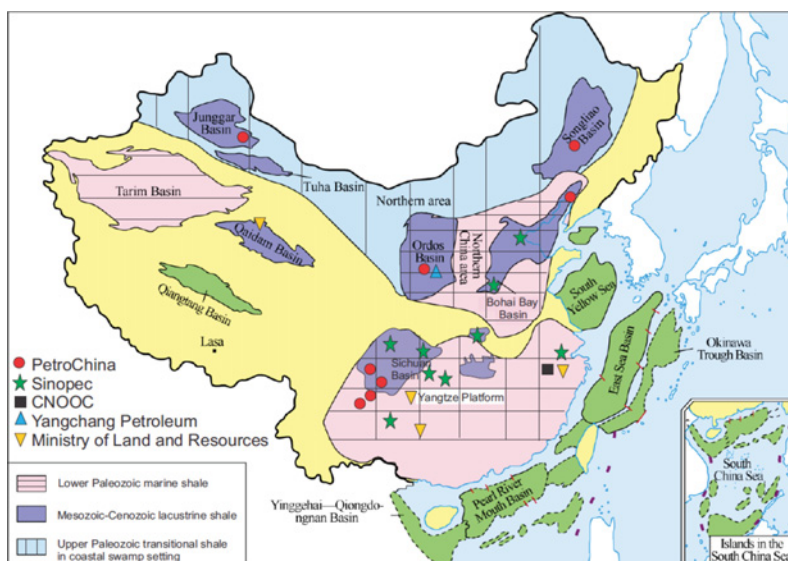 Junggar
Basin
Songliao
Basin
Tuha Basin
Tarim Basin
Northern area
Qaidam Basin
Ordos
Basin
Northern
China area
Qiangtang Basin
Bohai Bay
Basin
South
Yellow Sea
Lasa
Okinawa
Trough Basin
East Sea Basin
Sichuan
Basin
Yangtze Platform
PetroChina
Sinopec
CNOOC
Yangchang Petroleum
Ministry of Land and Resources
Lower Paleozoic marine shale
Mesozoic-Cenozoic lacustrine shale
Upper Paleozoic transitional shale
in coastal swamp setting
Yinggehai—Qiongdo-
ngnan Basin
Pearl River
Mouth Basin
South
China Sea
Islands in the
South China Sea